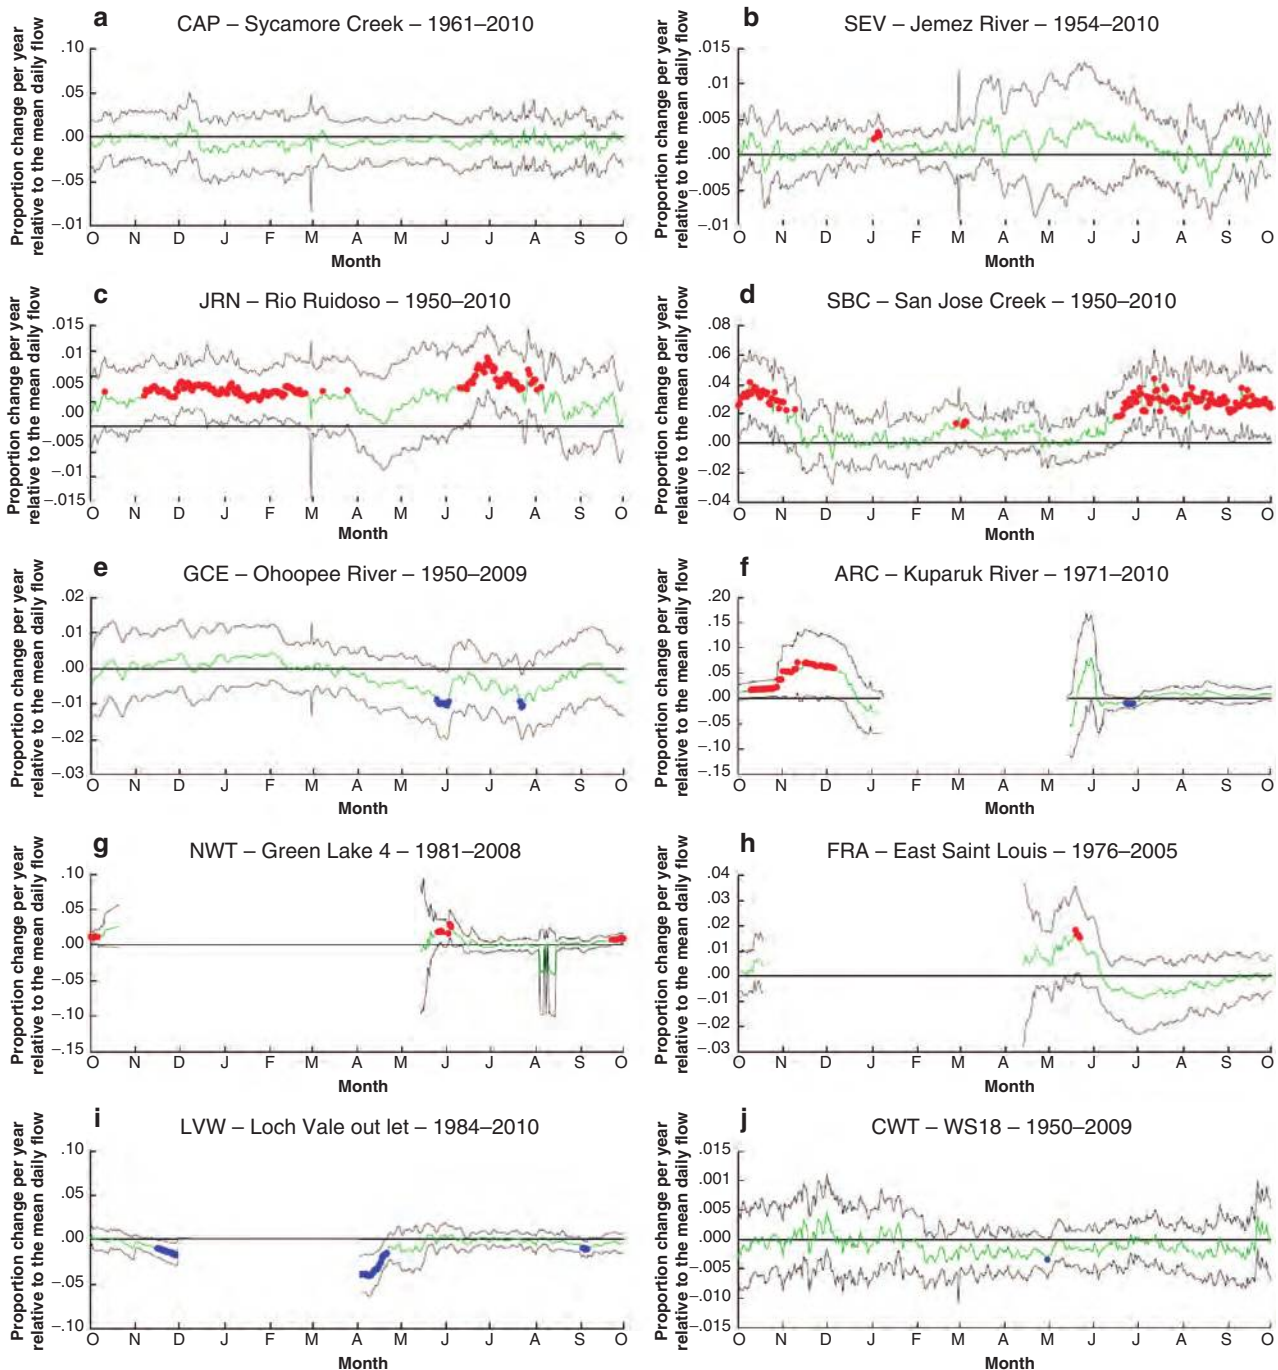 a CAP – Sycamore Creek – 1961–2010
Proportion change per year
relative to the mean daily flow
.10
.05
.00
–.05
–.01
O N D J F M A M J J A O
Month
b SEV – Jemez River – 1954–2010
Proportion change per year
relative to the mean daily flow
.015
.01
.005
.00
–.005
–.01
O N D J F M A M J J A S O
Month
c JRN – Rio Ruidoso – 1950–2010
Proportion change per year
relative to the mean daily flow
.015
.01
.005
.00
–.005
–.01
–.015
O N D J F M A M J J A S O
Month
d SBC – San Jose Creek – 1950–2010
Proportion change per year
relative to the mean daily flow
.08
.06
.04
.02
.00
–.02
–.04
O N D J F M A M J J A S O
Month
e GCE – Ohoopee River – 1950–2009
Proportion change per year
relative to the mean daily flow
.02
.01
.00
–.01
–.02
–.03
O N D J F M A M J J A S O
Month
f ARC – Kuparuk River – 1971–2010
Proportion change per year
relative to the mean daily flow
.20
.15
.10
.05
.00
–.05
–.10
–.15
O N D J F M A M J J A S O
Month
g NWT – Green Lake 4 – 1981–2008
Proportion change per year
relative to the mean daily flow
.10
.05
.00
–.05
–.10
–.15
O N D J F M A M J J A S O
Month
h FRA – East Saint Louis – 1976–2005
Proportion change per year
relative to the mean daily flow
.04
.03
.02
.01
.00
–.01
–.02
–.03
O N D J F M A M J J A S O
Month
i LVW – Loch Vale out let – 1984–2010
Proportion change per year
relative to the mean daily flow
.10
.05
.00
–.05
–.10
O N D J F M A M J J A S O
Month
j CWT – WS18 – 1950–2009
Proportion change per year
relative to the mean daily flow
.015
.010
.005
.000
–.005
–.010
–.015
O N D J F M A M J J A S O
Month